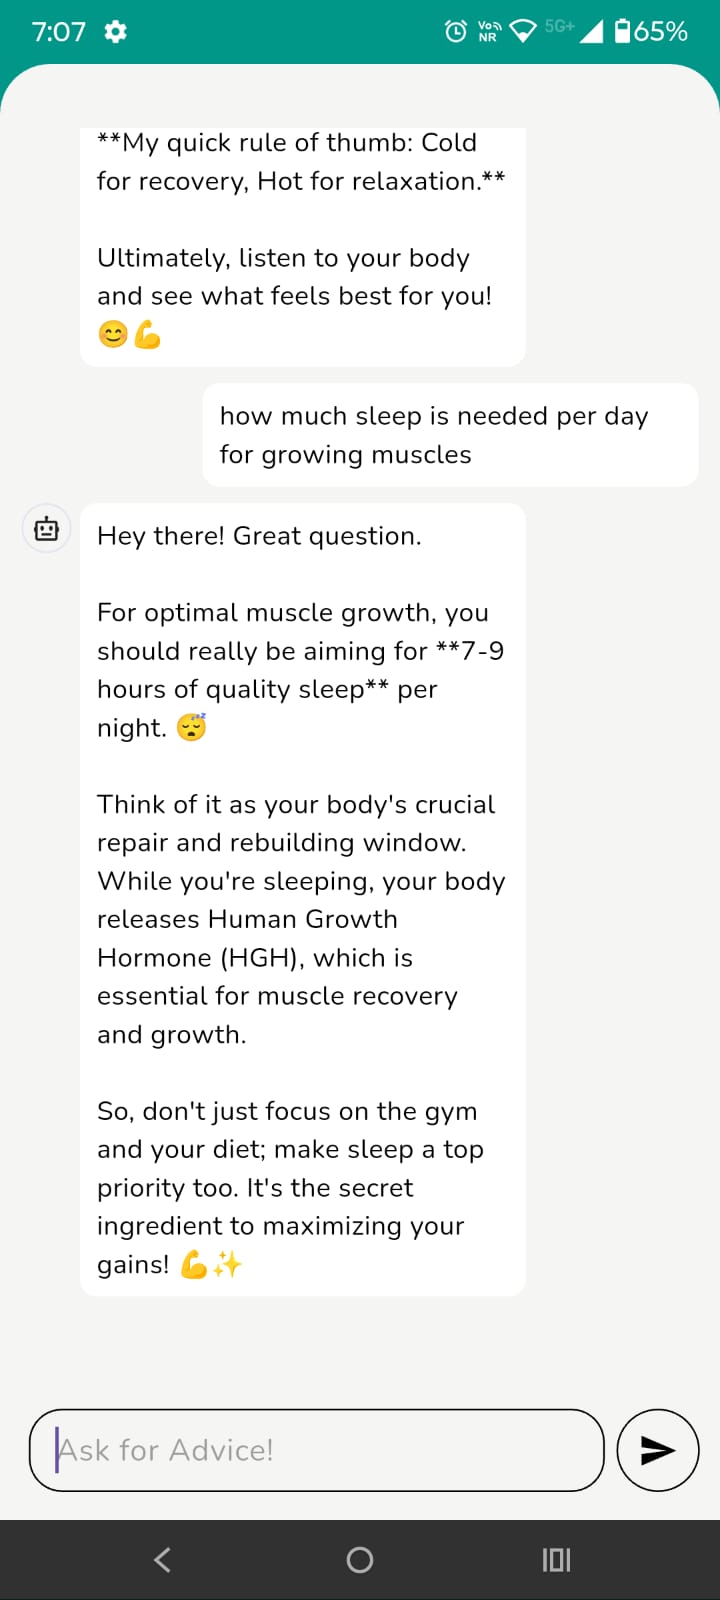 7:07 Vo NR 5G+ 65%
**My quick rule of thumb: Cold
for recovery, Hot for relaxation.**
Ultimately, listen to your body
and see what feels best for you!
😊💪
how much sleep is needed per day
for growing muscles
Hey there! Great question.
For optimal muscle growth, you
should really be aiming for **7-9
hours of quality sleep** per
night. 😴
Think of it as your body's crucial
repair and rebuilding window.
While you're sleeping, your body
releases Human Growth
Hormone (HGH), which is
essential for muscle recovery
and growth.
So, don't just focus on the gym
and your diet; make sleep a top
priority too. It's the secret
ingredient to maximizing your
gains! 💪✨
Ask for Advice!